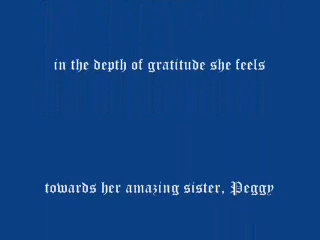 in the depth of gratitude she feels
towards her amazing sister, Peggy